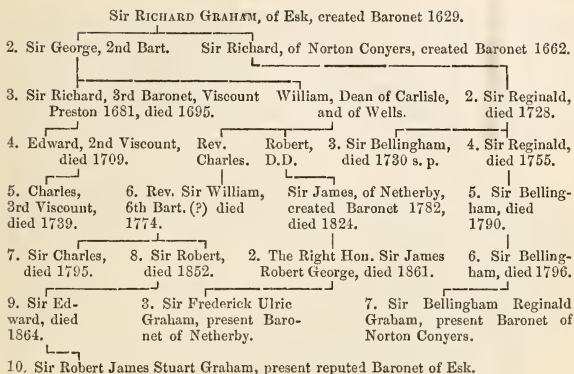 Sir RICHARD GRAHAM, of Esk, created Baronet 1629.
2. Sir George, 2nd Bart. Sir Richard, of Norton Conyers, created Baronet 1662.
3. Sir Richard, 3rd Baronet, Viscount Preston 1681, died 1695.
William, Dean of Carlisle, and of Wells.
2. Sir Reginald, died 1728.
4. Edward, 2nd Viscount, died 1709.
Rev. Charles.
Robert, D.D.
3. Sir Bellingham, died 1730 s. p.
4. Sir Reginald, died 1755.
5. Charles, 3rd Viscount, died 1739.
6. Rev. Sir William, 6th Bart. (?) died 1774.
Sir James, of Netherby, created Baronet 1782, died 1824.
5. Sir Belling-
ham, died 1790.
7. Sir Charles, died 1795.
8. Sir Robert, died 1852.
2. The Right Hon. Sir James Robert George, died 1861.
6. Sir Belling-
ham, died 1796.
9. Sir Ed-
ward, died 1864.
3. Sir Frederick Ulric Graham, present Baro-
net of Netherby.
7. Sir Bellingham Reginald Graham, present Baronet of Norton Conyers.
10. Sir Robert James Stuart Graham, present reputed Baronet of Esk.